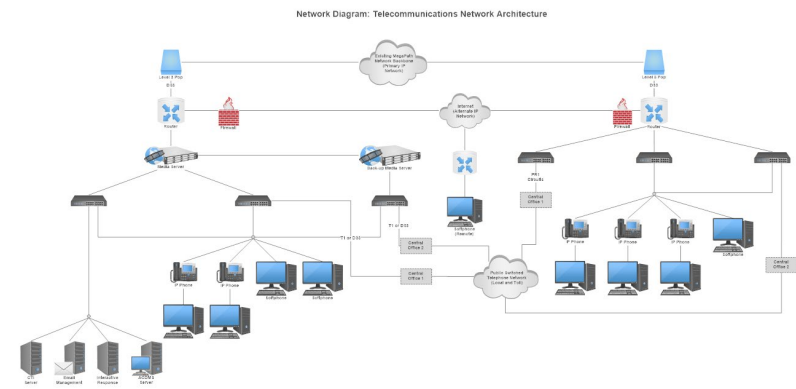 Network Diagram: Telecommunications Network Architecture
Existing MegaPath
Network Backbone
(Primary IP
Network)
Level 3 Pop
Level 3 Pop
DS3
DS3
Internet
(Alternate IP
Network)
Router
Firewall
Firewall
Router
Media Server
Back-up Media Server
PRI
Circuits
Central
Office 1
T1 or DS3
T1 or DS3
Softphone
(Remote)
Central
Office 2
IP Phone
IP Phone
IP Phone
Softphone
Central
Office 2
Public Switched
Telephone Network
(Local and Toll)
Central
Office 1
IP Phone
IP Phone
Softphone
Softphone
CTI
Server
Email
Management
Interactive
Response
Server